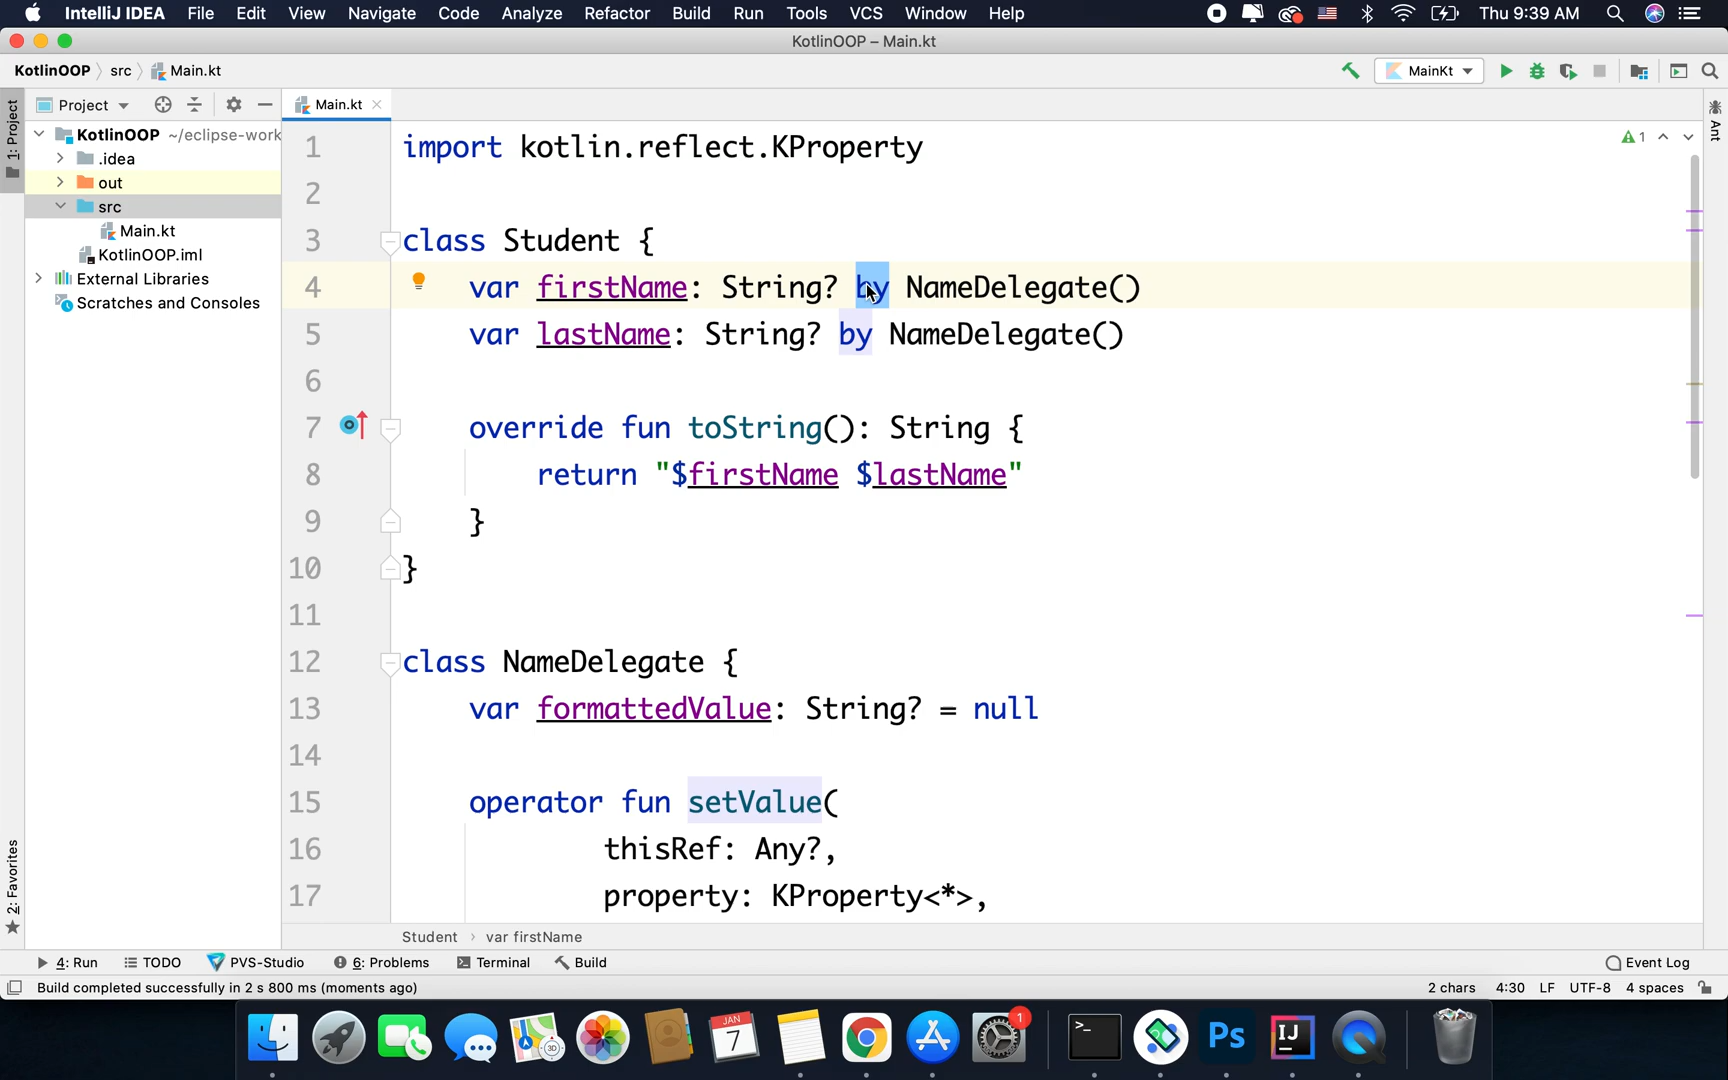 IntelliJ IDEA File Edit View Navigate Code Analyze Refactor Build Run Tools VCS Window Help Thu 9:39 AM
KotlinOOP – Main.kt
KotlinOOP src Main.kt MainKt
Project Main.kt
1: Project
2: Favorites
Ant
KotlinOOP ~/eclipse-work
.idea
out
src
Main.kt
KotlinOOP.iml
External Libraries
Scratches and Consoles
1
1 import kotlin.reflect.KProperty
2
3 class Student {
4 var firstName: String? by NameDelegate()
5 var lastName: String? by NameDelegate()
6
7 override fun toString(): String {
8 return "$firstName $lastName"
9 }
10 }
11
12 class NameDelegate {
13 var formattedValue: String? = null
14
15 operator fun setValue(
16 thisRef: Any?,
17 property: KProperty<*>,
Student var firstName
4: Run TODO PVS-Studio 6: Problems Terminal Build Event Log
Build completed successfully in 2 s 800 ms (moments ago) 2 chars 4:30 LF UTF-8 4 spaces
JAN
7
3D
1
>_
Ps
IJ